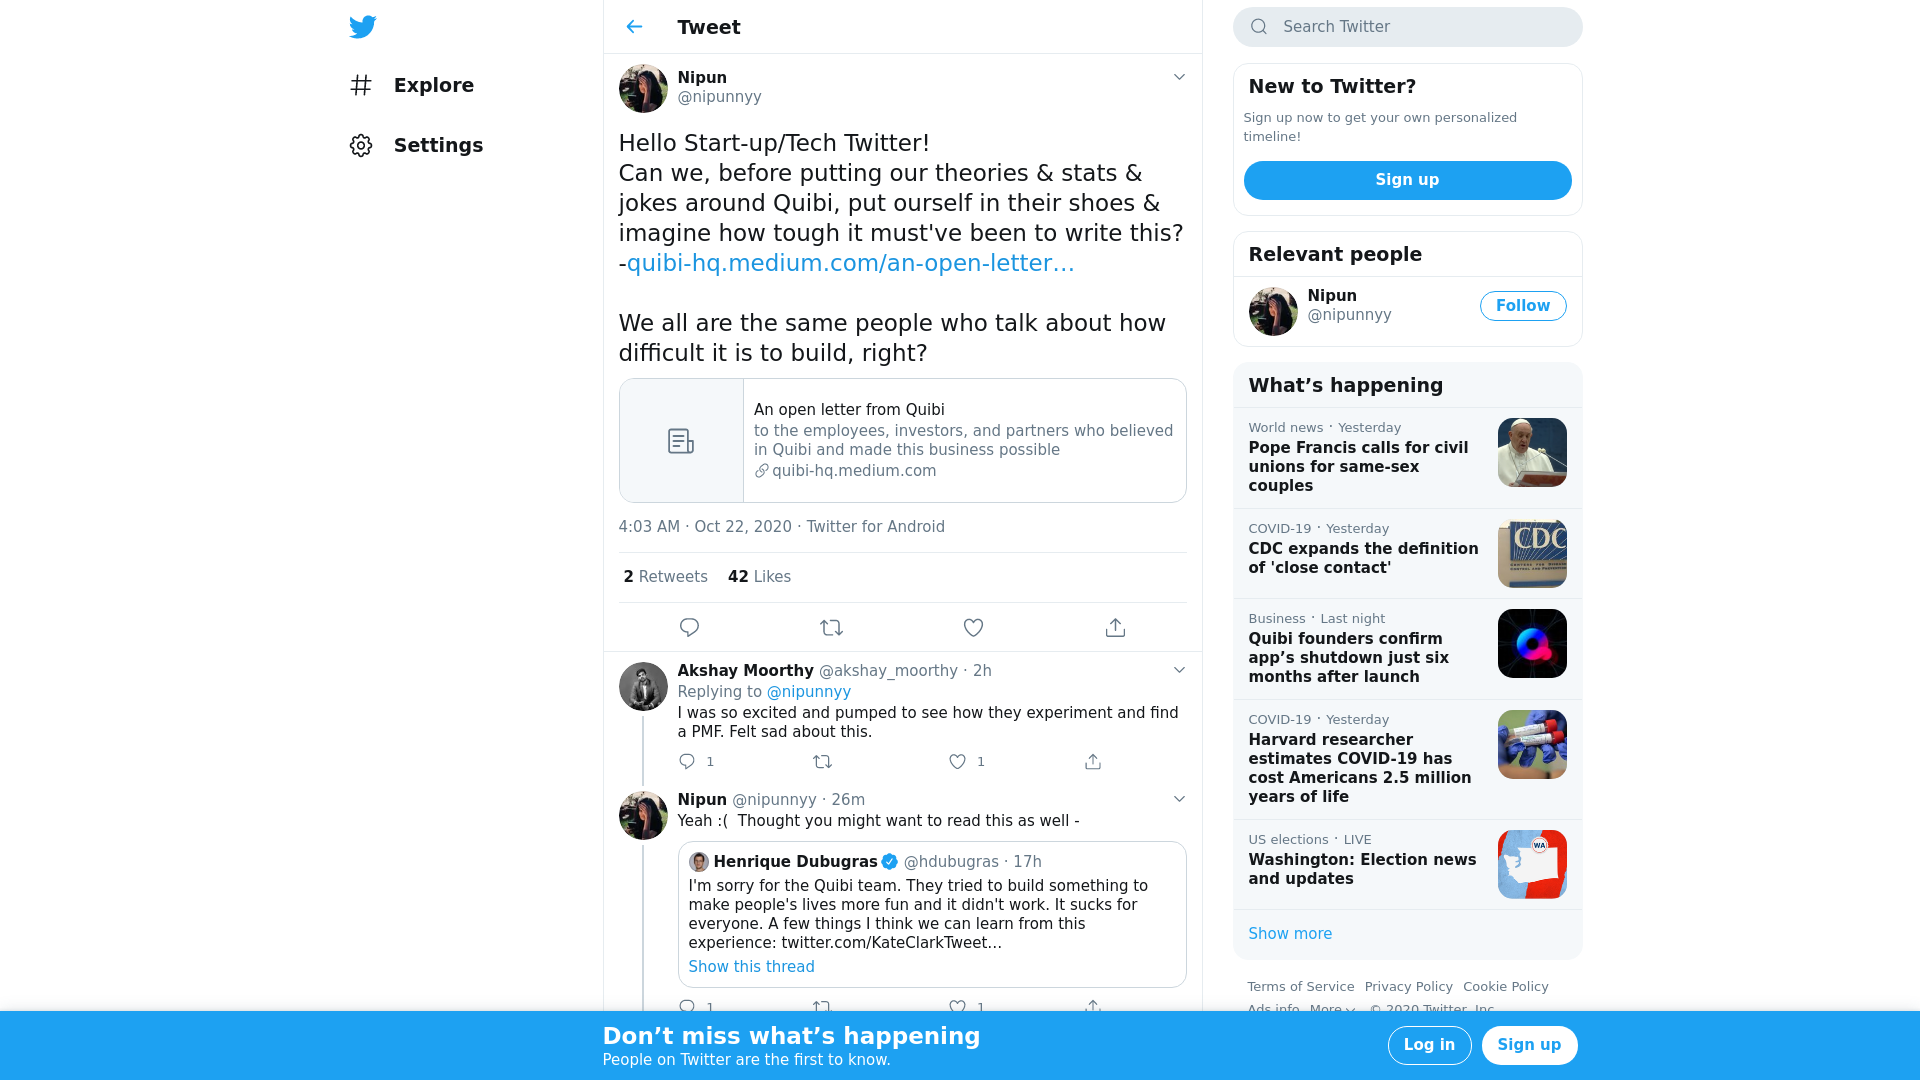 Explore
Settings
Tweet
Nipun
@nipunnyy
Hello Start-up/Tech Twitter!
Can we, before putting our theories & stats &
jokes around Quibi, put ourself in their shoes &
imagine how tough it must've been to write this?
-quibi-hq.medium.com/an-open-letter…
We all are the same people who talk about how
difficult it is to build, right?
An open letter from Quibi
to the employees, investors, and partners who believed
in Quibi and made this business possible
quibi-hq.medium.com
4:03 AM · Oct 22, 2020 · Twitter for Android
2 Retweets 42 Likes
Akshay Moorthy @akshay_moorthy · 2h
Replying to @nipunnyy
I was so excited and pumped to see how they experiment and find
a PMF. Felt sad about this.
1 1
Nipun @nipunnyy · 26m
Yeah :(  Thought you might want to read this as well -
Henrique Dubugras @hdubugras · 17h
I'm sorry for the Quibi team. They tried to build something to
make people's lives more fun and it didn't work. It sucks for
everyone. A few things I think we can learn from this
experience: twitter.com/KateClarkTweet…
Show this thread
1 1
Search Twitter
New to Twitter?
Sign up now to get your own personalized
timeline!
Sign up
Relevant people
Nipun
@nipunnyy
Follow
What’s happening
World news · Yesterday
Pope Francis calls for civil
unions for same-sex
couples
COVID-19 · Yesterday
CDC expands the definition
of 'close contact'
CDC
Business · Last night
Quibi founders confirm
app’s shutdown just six
months after launch
COVID-19 · Yesterday
Harvard researcher
estimates COVID-19 has
cost Americans 2.5 million
years of life
US elections · LIVE
Washington: Election news
and updates
WA
Show more
Terms of Service Privacy Policy Cookie Policy
Ads info More © 2020 Twitter, Inc.
Don’t miss what’s happening
People on Twitter are the first to know.
Log in
Sign up